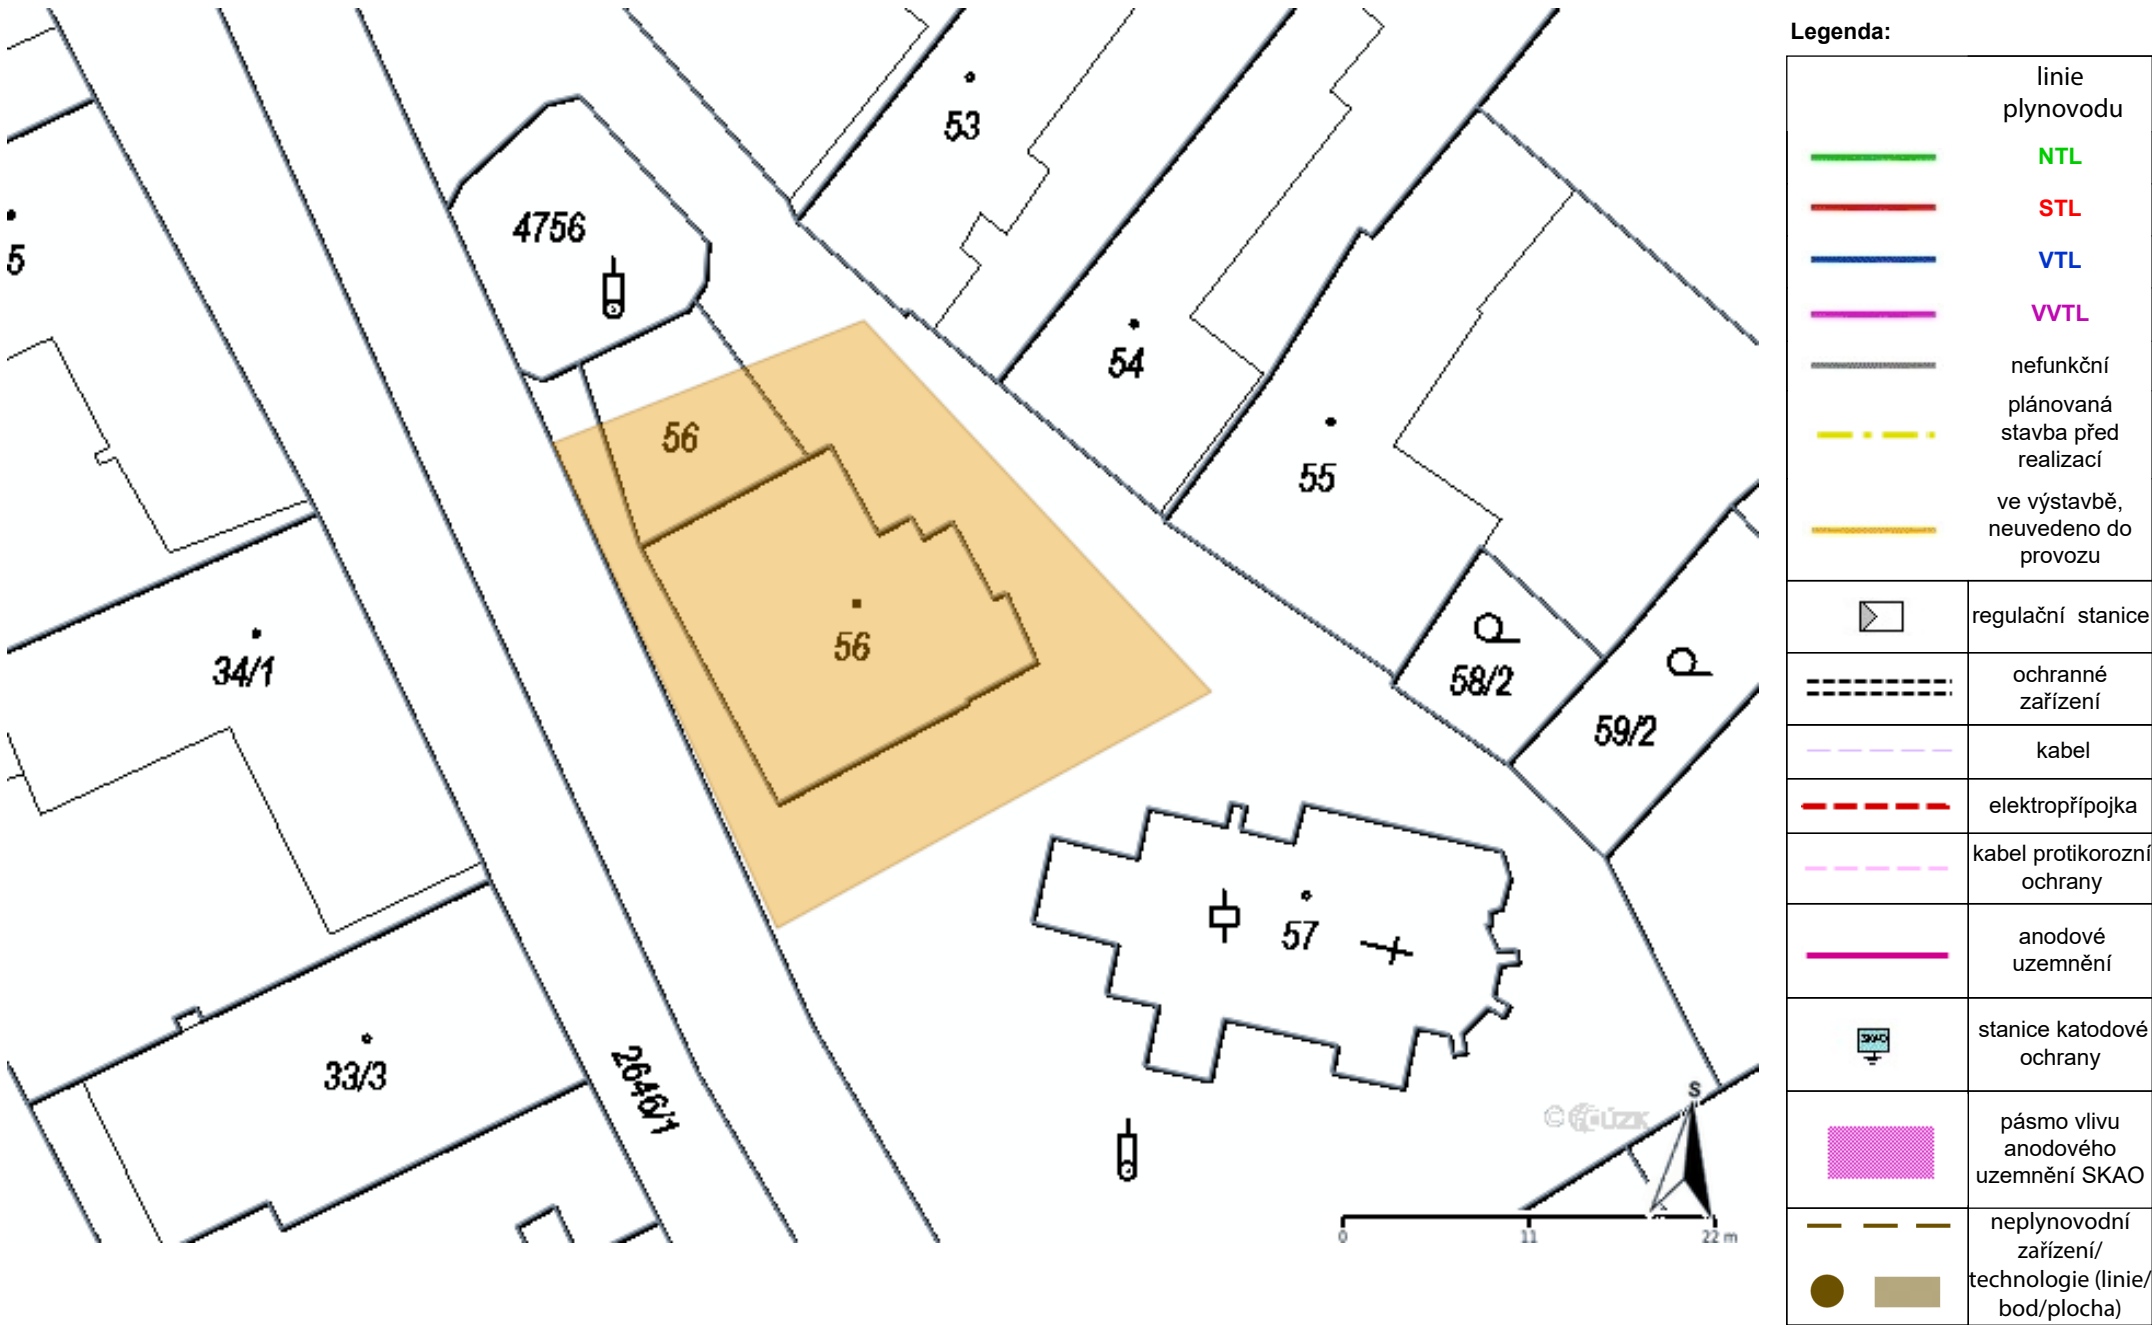 53
4756
5
54
56
55
56
34/1
58/2
59/2
57
33/3
2646/1
© ČÚZK
S
0 11 22 m
Legenda:
linie
plynovodu
NTL
STL
VTL
VVTL
nefunkční
plánovaná
stavba před
realizací
ve výstavbě,
neuvedeno do
provozu
regulační stanice
ochranné
zařízení
kabel
elektropřípojka
kabel protikorozní
ochrany
anodové
uzemnění
SKAO
stanice katodové
ochrany
pásmo vlivu
anodového
uzemnění SKAO
neplynovodní
zařízení/
technologie (linie/
bod/plocha)